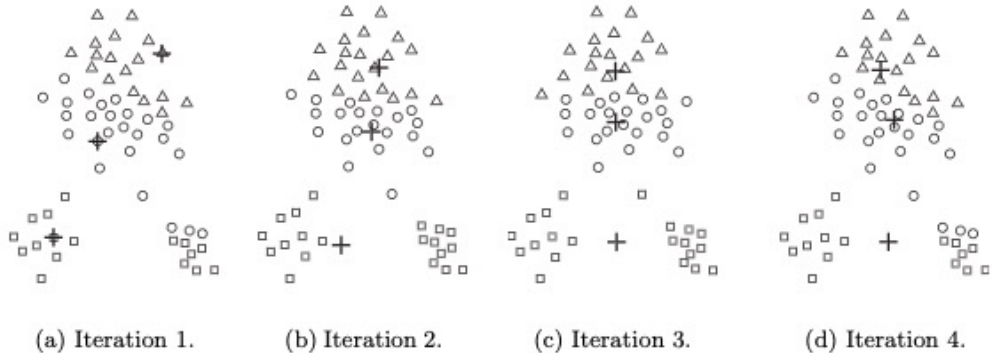 (a) Iteration 1.
(b) Iteration 2.
(c) Iteration 3.
(d) Iteration 4.